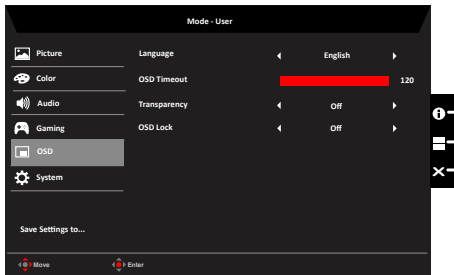 Mode - User
Picture
Language
English
Color
OSD Timeout
120
Audio
Transparency
Off
Gaming
OSD Lock
Off
OSD
System
Save Settings to...
Move
Enter